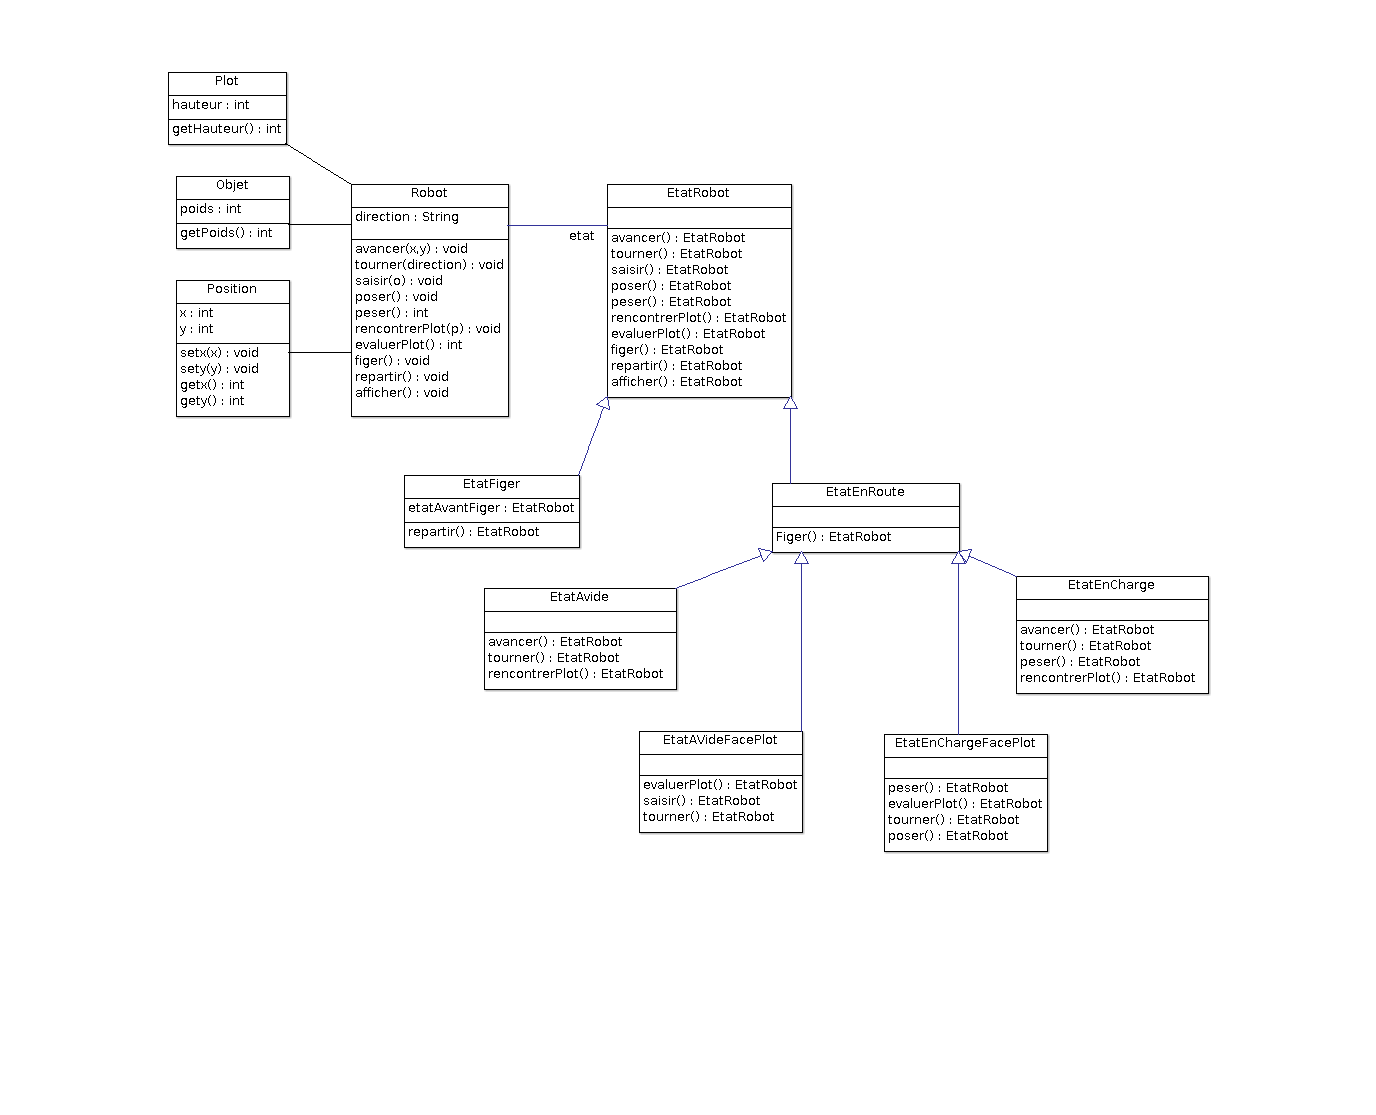 Plot
hauteur : int
getHauteur() : int
Objet
poids : int
getPoids() : int
Position
x : int
y : int
setx(x) : void
sety(y) : void
getx() : int
gety() : int
Robot
direction : String
avancer(x,y) : void
tourner(direction) : void
saisir(o) : void
poser() : void
peser() : int
rencontrerPlot(p) : void
evaluerPlot() : int
figer() : void
repartir() : void
afficher() : void
etat
EtatRobot
avancer() : EtatRobot
tourner() : EtatRobot
saisir() : EtatRobot
poser() : EtatRobot
peser() : EtatRobot
rencontrerPlot() : EtatRobot
evaluerPlot() : EtatRobot
figer() : EtatRobot
repartir() : EtatRobot
afficher() : EtatRobot
EtatFiger
etatAvantFiger : EtatRobot
repartir() : EtatRobot
EtatEnRoute
Figer() : EtatRobot
EtatAvide
avancer() : EtatRobot
tourner() : EtatRobot
rencontrerPlot() : EtatRobot
EtatEnCharge
avancer() : EtatRobot
tourner() : EtatRobot
peser() : EtatRobot
rencontrerPlot() : EtatRobot
EtatAVideFacePlot
evaluerPlot() : EtatRobot
saisir() : EtatRobot
tourner() : EtatRobot
EtatEnChargeFacePlot
peser() : EtatRobot
evaluerPlot() : EtatRobot
tourner() : EtatRobot
poser() : EtatRobot